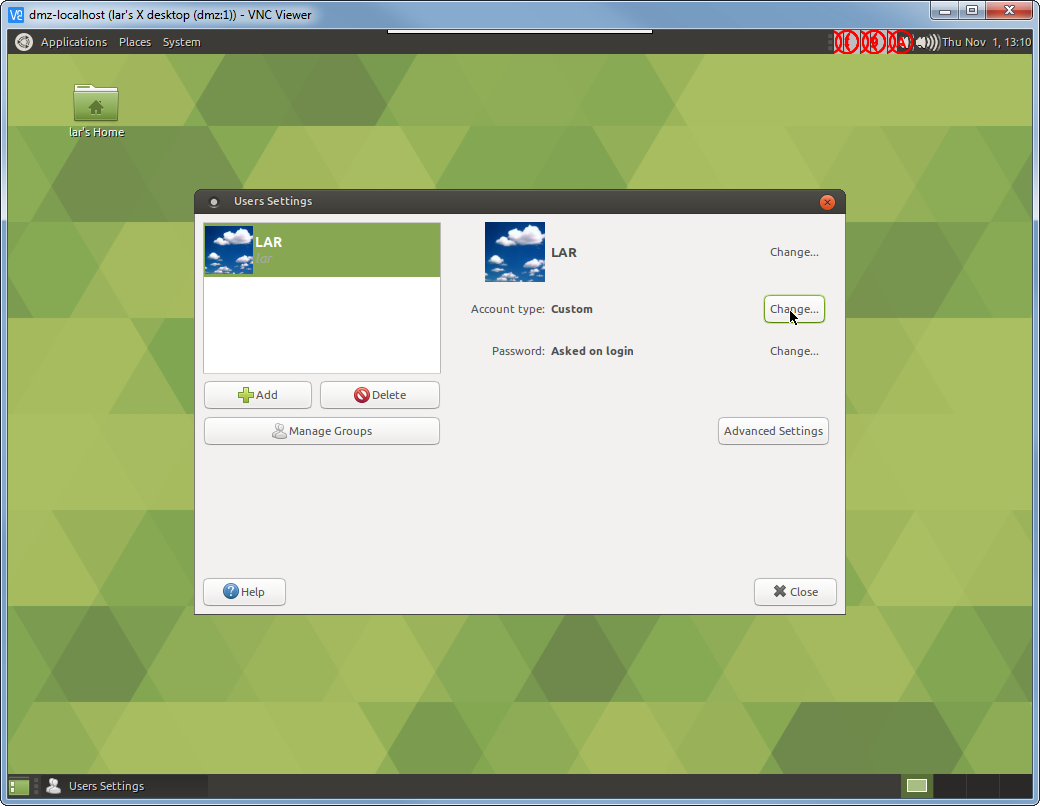 dmz-localhost (lar's X desktop (dmz:1)) - VNC Viewer
Applications Places System
Thu Nov 1, 13:10
lar's Home
Users Settings
LAR
lar
LAR
Change...
Account type: Custom
Change...
Password: Asked on login
Change...
Add
Delete
Manage Groups
Advanced Settings
Help
Close
Users Settings